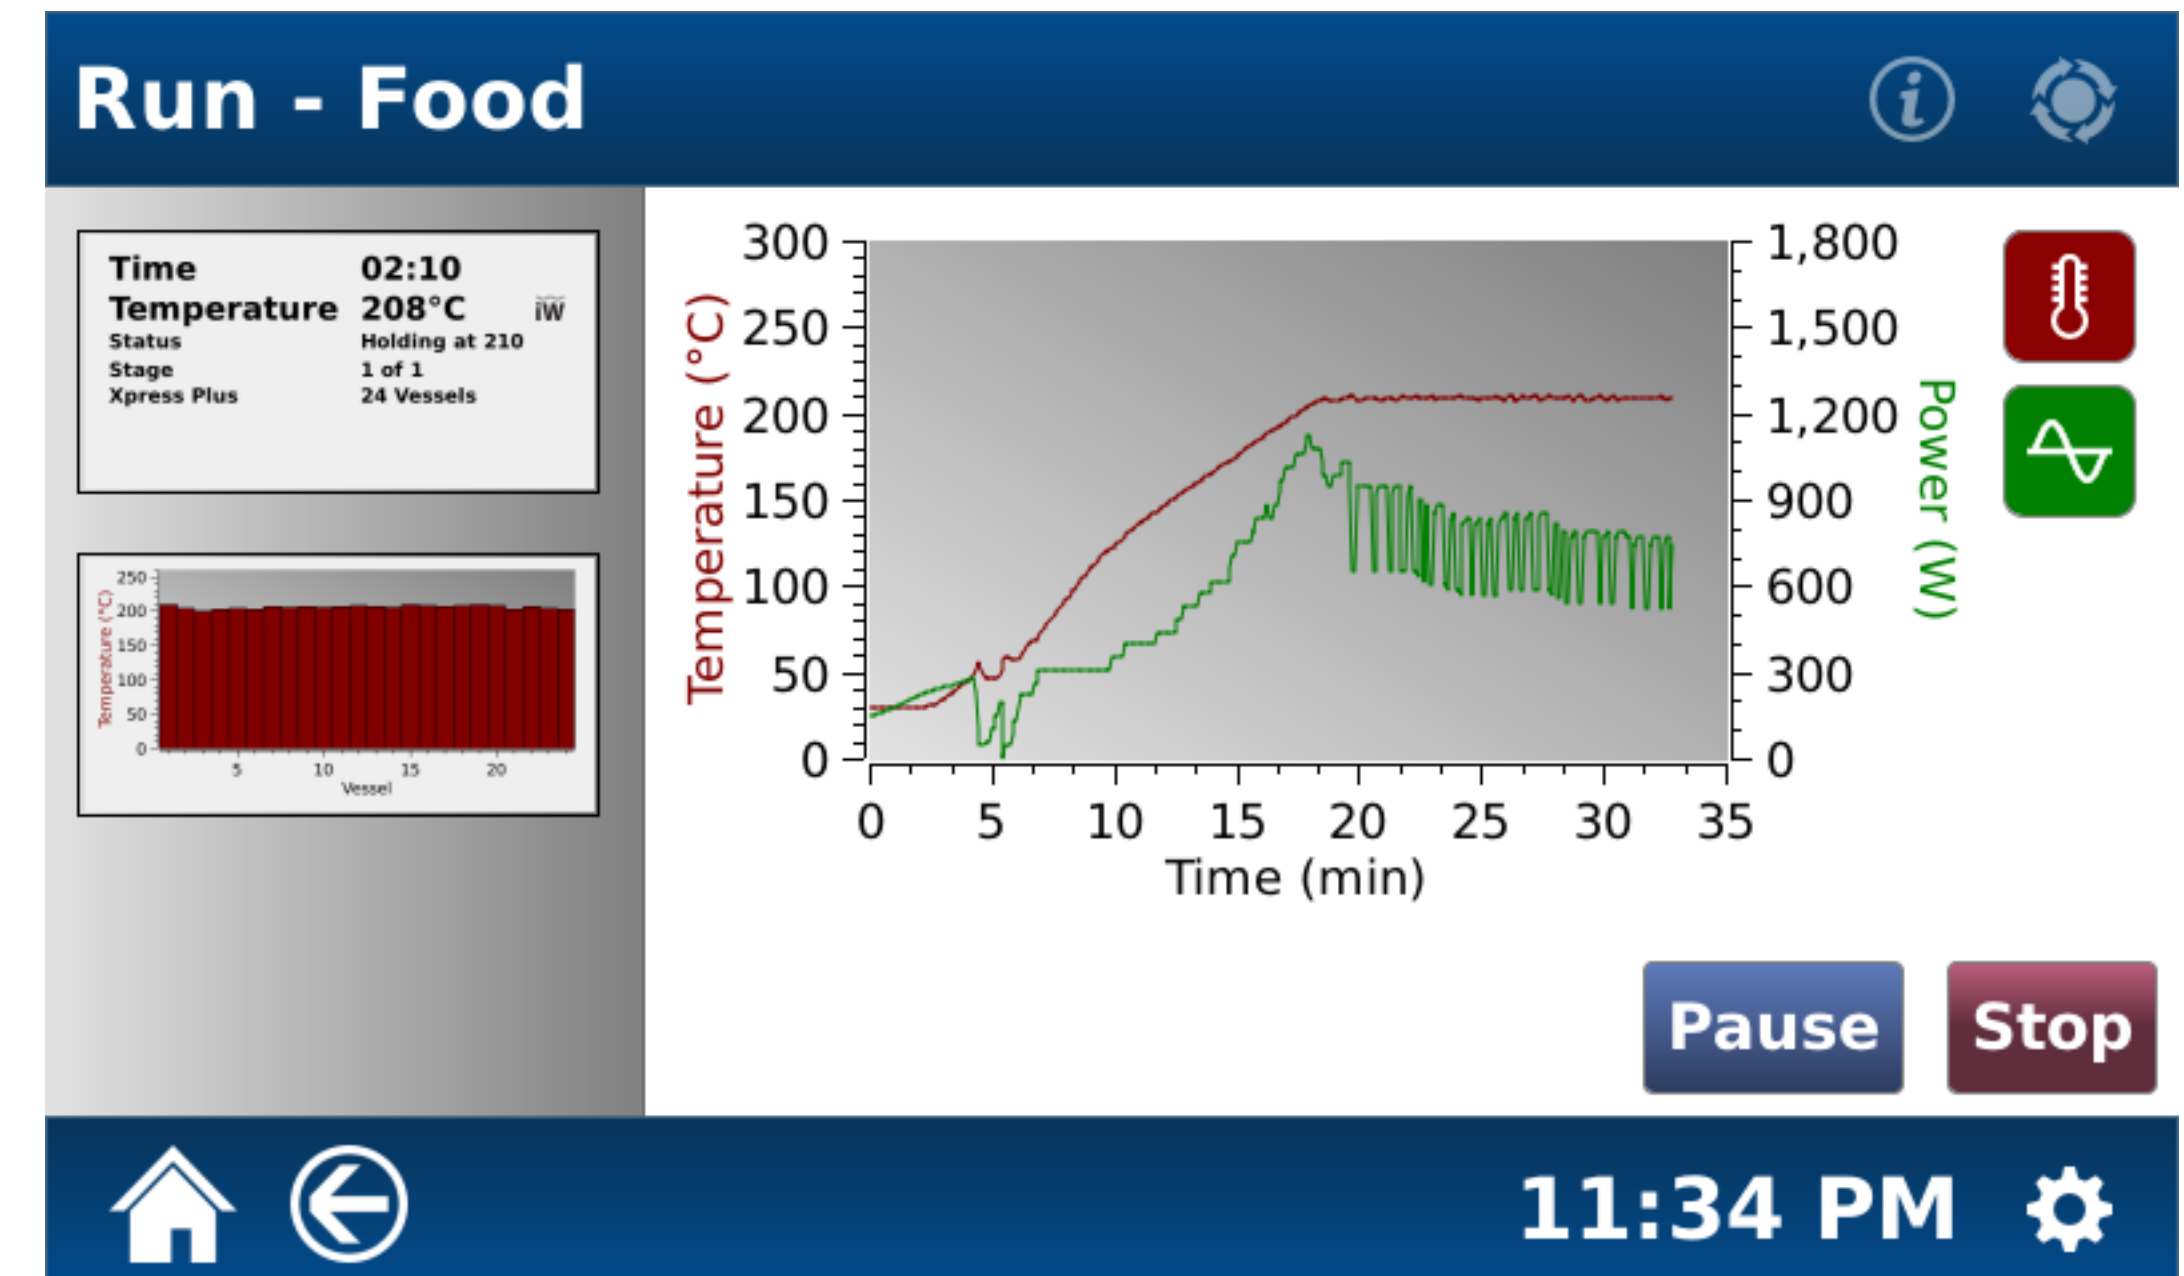 Run - Food
Time 02:10
Temperature 208°C iW
Status Holding at 210
Stage 1 of 1
Xpress Plus 24 Vessels
Temperature (°C)
250
200
150
100
50
0
5 10 15 20
Vessel
Temperature (°C)
300
250
200
150
100
50
0
1,800
1,500
1,200
900
600
300
0
Power (W)
0 5 10 15 20 25 30 35
Time (min)
Pause Stop
11:34 PM